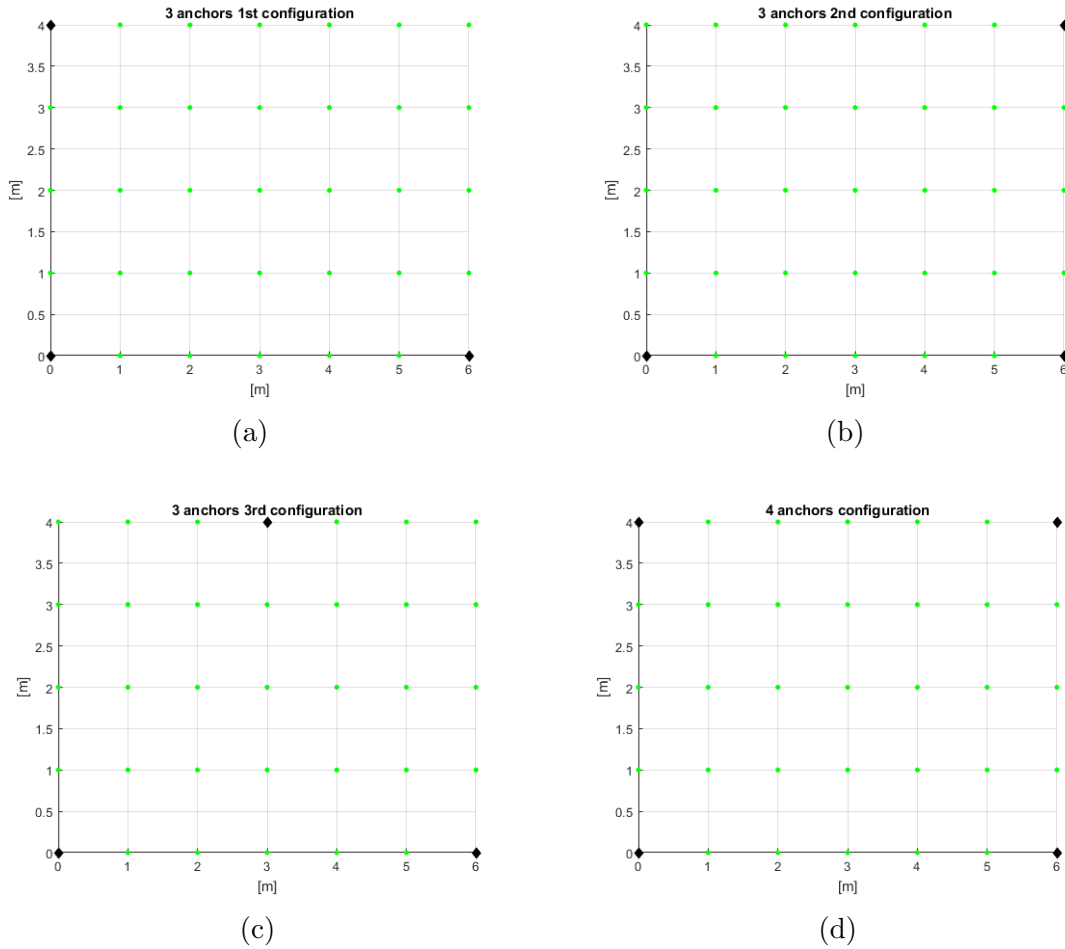 3 anchors 1st configuration
4
3.5
3
2.5
2
1.5
1
0.5
0
[m]
0 1 2 3 4 5 6
[m]
(a)
3 anchors 2nd configuration
4
3.5
3
2.5
2
1.5
1
0.5
0
[m]
0 1 2 3 4 5 6
[m]
(b)
3 anchors 3rd configuration
4
3.5
3
2.5
2
1.5
1
0.5
0
[m]
0 1 2 3 4 5 6
[m]
(c)
4 anchors configuration
4
3.5
3
2.5
2
1.5
1
0.5
0
[m]
0 1 2 3 4 5 6
[m]
(d)